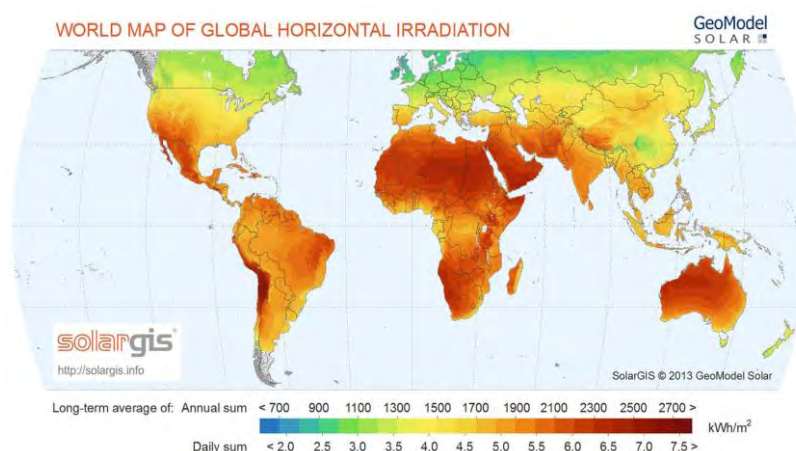 WORLD MAP OF GLOBAL HORIZONTAL IRRADIATION
GeoModel
SOLAR
solargis
http://solargis.info
SolarGIS © 2013 GeoModel Solar
Long-term average of: Annual sum < 700 900 1100 1300 1500 1700 1900 2100 2300 2500 2700 >
kWh/m²
Daily sum < 2.0 2.5 3.0 3.5 4.0 4.5 5.0 5.5 6.0 6.5 7.0 7.5 >